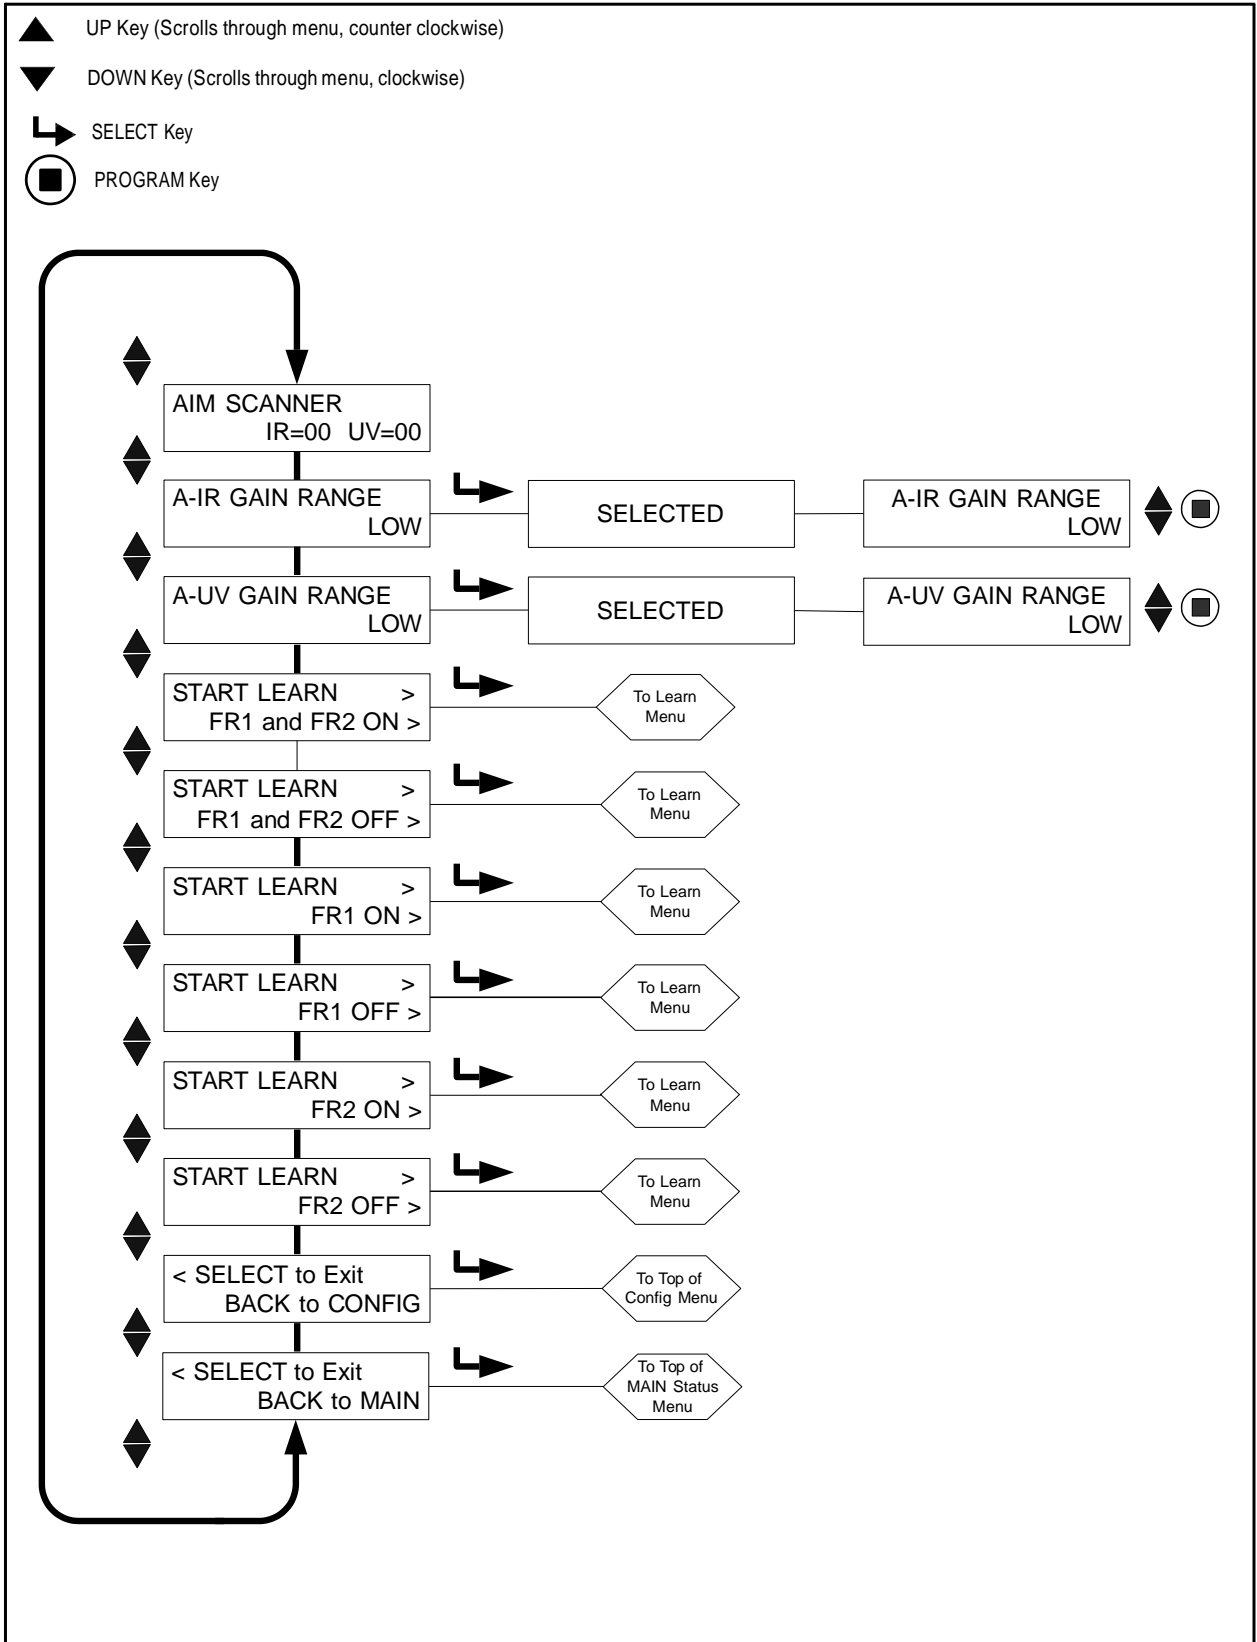 UP Key (Scrolls through menu, counter clockwise)
DOWN Key (Scrolls through menu, clockwise)
SELECT Key
PROGRAM Key
AIM SCANNER
IR=00 UV=00
A-IR GAIN RANGE
LOW
SELECTED
A-IR GAIN RANGE
LOW
A-UV GAIN RANGE
LOW
SELECTED
A-UV GAIN RANGE
LOW
START LEARN >
FR1 and FR2 ON >
To Learn
Menu
START LEARN >
FR1 and FR2 OFF >
To Learn
Menu
START LEARN >
FR1 ON >
To Learn
Menu
START LEARN >
FR1 OFF >
To Learn
Menu
START LEARN >
FR2 ON >
To Learn
Menu
START LEARN >
FR2 OFF >
To Learn
Menu
< SELECT to Exit
BACK to CONFIG
To Top of
Config Menu
< SELECT to Exit
BACK to MAIN
To Top of
MAIN Status
Menu